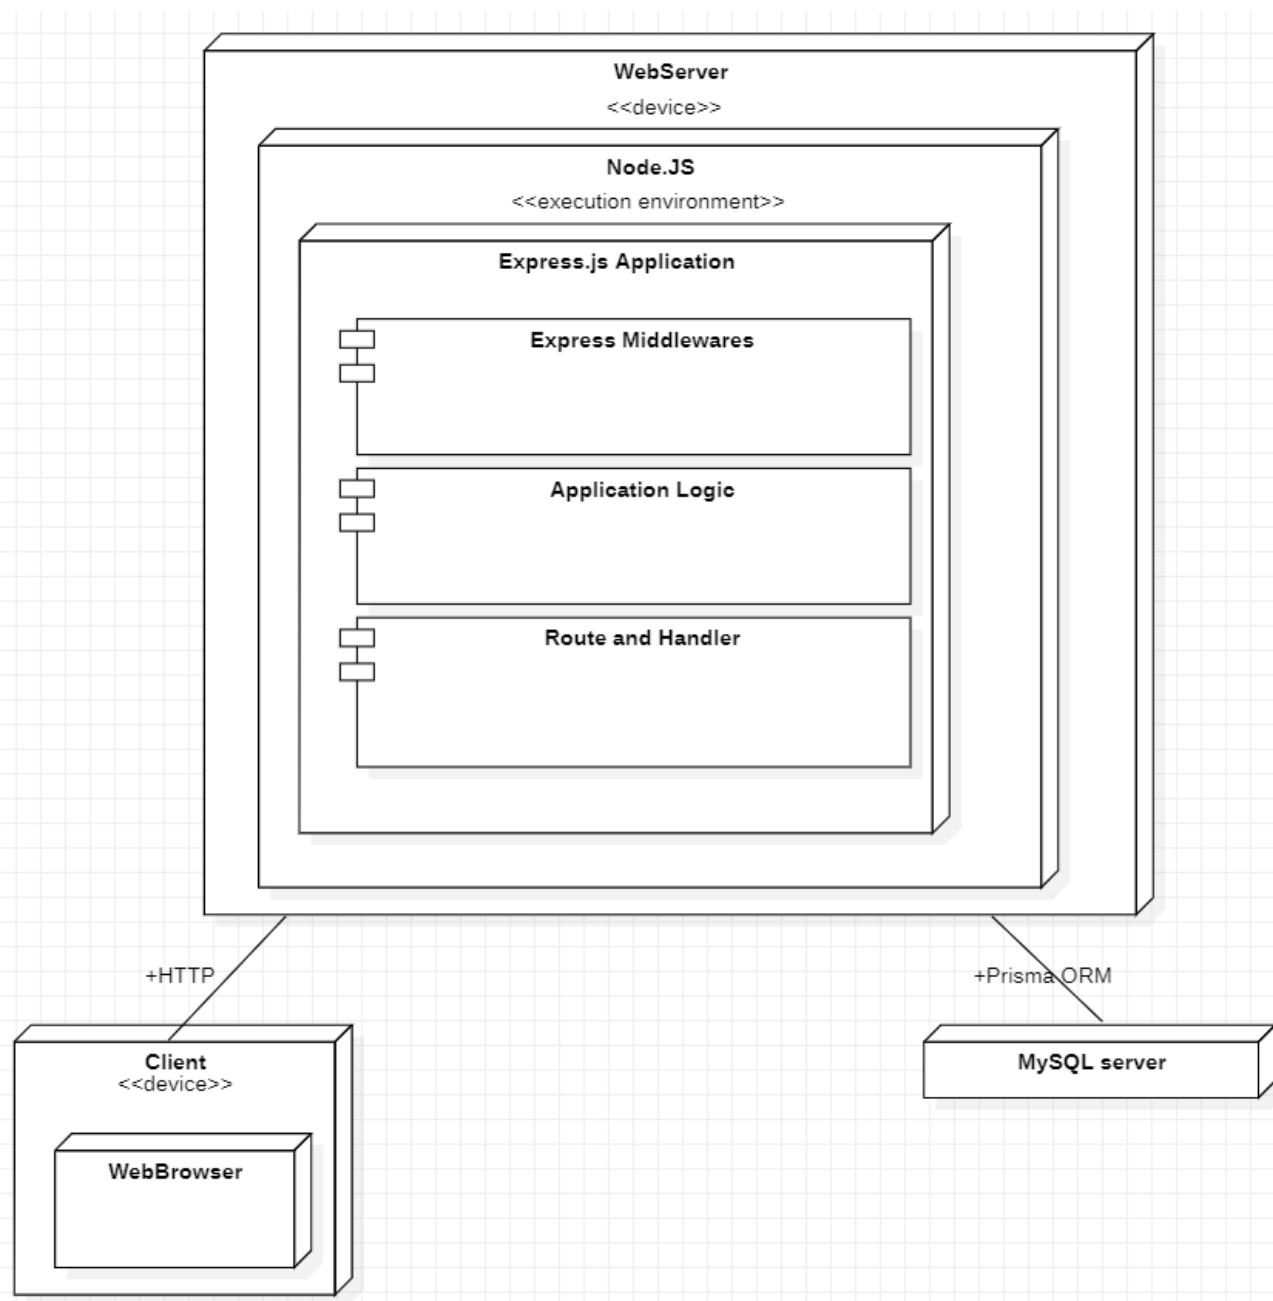 WebServer
<<device>>
Node.JS
<<execution environment>>
Express.js Application
Express Middlewares
Application Logic
Route and Handler
+HTTP
+Prisma ORM
Client
<<device>>
WebBrowser
MySQL server